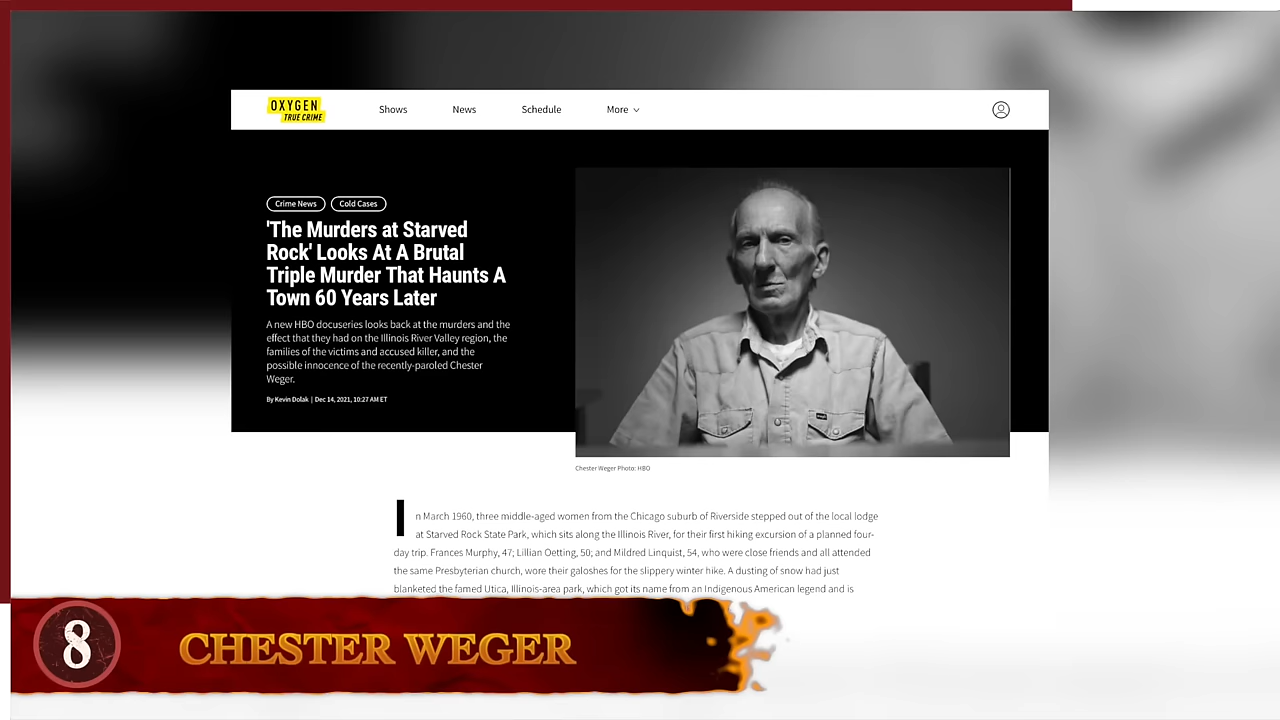 OXYGEN
TRUE CRIME
Shows
News
Schedule
More
Crime News
Cold Cases
'The Murders at Starved
Rock' Looks At A Brutal
Triple Murder That Haunts A
Town 60 Years Later
A new HBO docuseries looks back at the murders and the
effect that they had on the Illinois River Valley region, the
families of the victims and accused killer, and the
possible innocence of the recently-paroled Chester
Weger.
By Kevin Dolak | Dec 14, 2021, 10:27 AM ET
Chester Weger Photo: HBO
In March 1960, three middle-aged women from the Chicago suburb of Riverside stepped out of the local lodge
at Starved Rock State Park, which sits along the Illinois River, for their first hiking excursion of a planned four-
day trip. Frances Murphy, 47; Lillian Oetting, 50; and Mildred Linquist, 54, who were close friends and all attended
the same Presbyterian church, wore their galoshes for the slippery winter hike. A dusting of snow had just
blanketed the famed Utica, Illinois-area park, which got its name from an Indigenous American legend and is
8
CHESTER WEGER